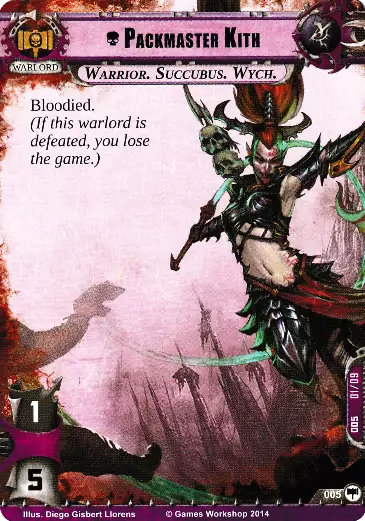 Packmaster Kith
WARLORD
Warrior. Succubus. Wych.
Bloodied.
(If this warlord is
defeated, you lose
the game.)
1
5
005 01/09
005
Illus. Diego Gisbert Llorens © Games Workshop 2014